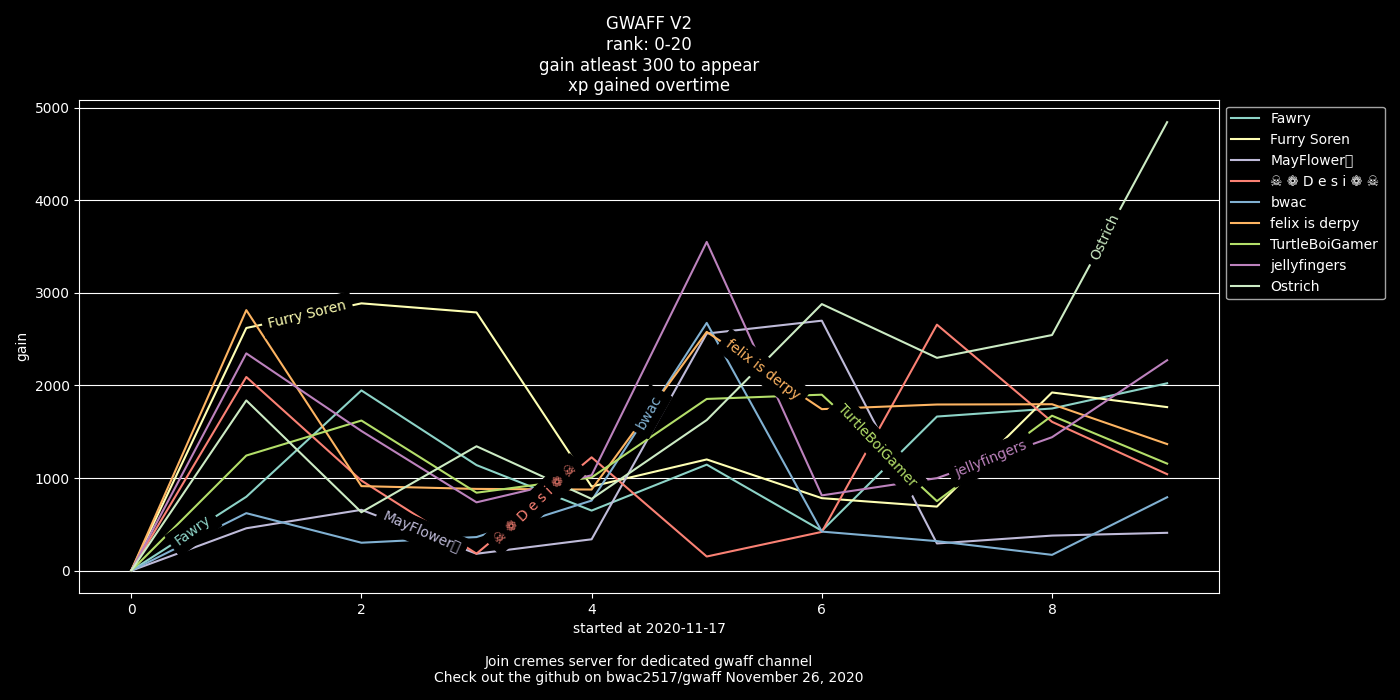 GWAFF V2
rank: 0-20
gain atleast 300 to appear
xp gained overtime
5000
4000
3000
2000
1000
0
gain
Fawry
Furry Soren
MayFlower▯
☠ ❁ D e s i ❁ ☠
bwac
felix is derpy
TurtleBoiGamer
jellyfingers
Ostrich
Fawry
Furry Soren
MayFlower▯
☠ ❁ D e s i ❁ ☠
bwac
felix is derpy
TurtleBoiGamer
jellyfingers
Ostrich
0 2 4 6 8
started at 2020-11-17
Join cremes server for dedicated gwaff channel
Check out the github on bwac2517/gwaff November 26, 2020